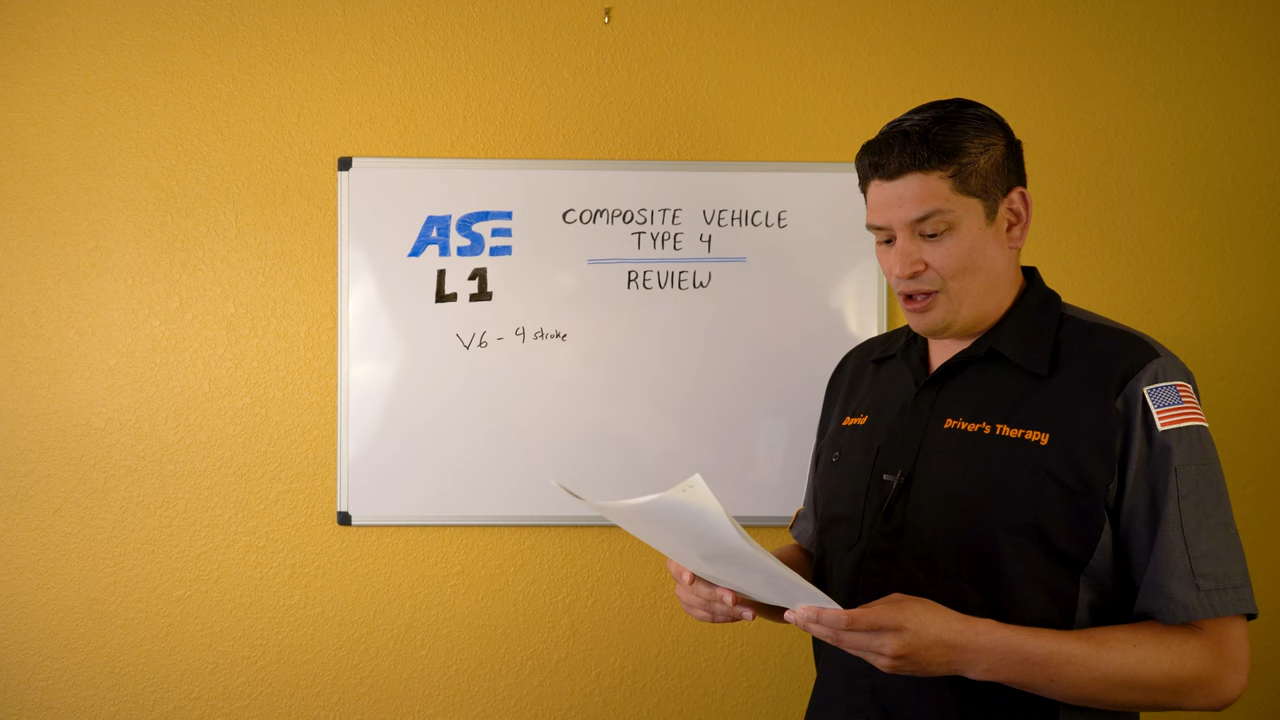 ASE
L1
COMPOSITE VEHICLE
TYPE 4
REVIEW
V6 - 4 stroke
David
Driver's Therapy